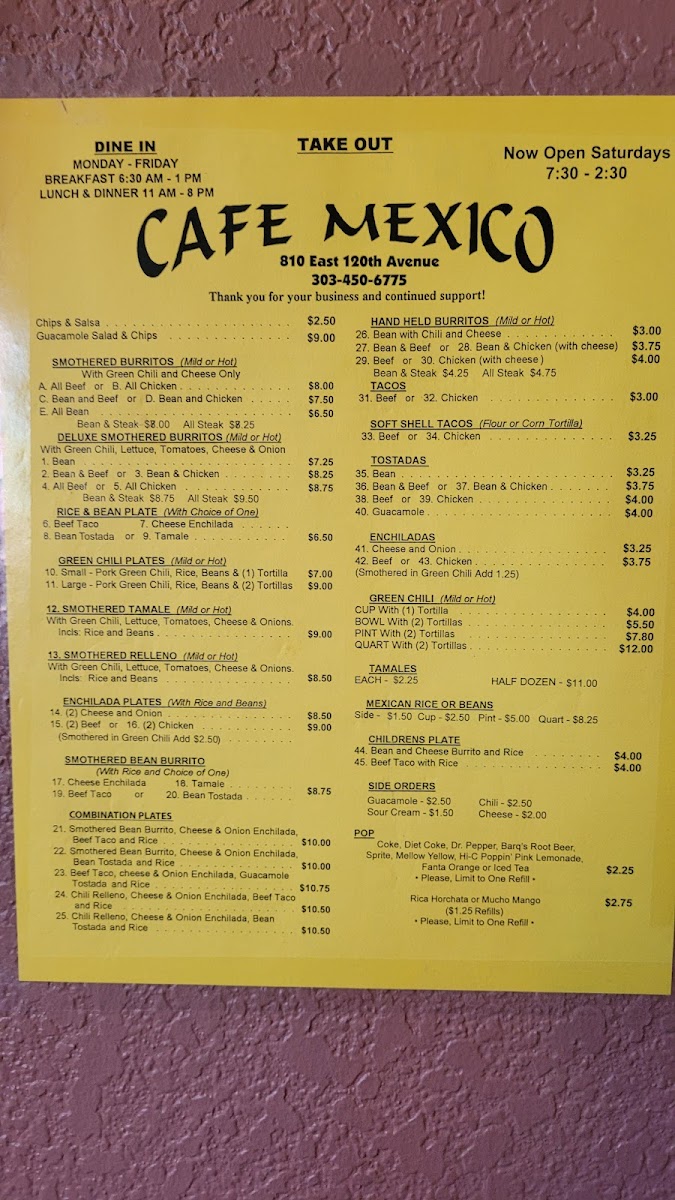 DINE IN
MONDAY - FRIDAY
BREAKFAST 6:30 AM - 1 PM
LUNCH & DINNER 11 AM - 8 PM
TAKE OUT
Now Open Saturdays
7:30 - 2:30
CAFE MEXICO
810 East 120th Avenue
303-450-6775
Thank you for your business and continued support!
Chips & Salsa $2.50
Guacamole Salad & Chips $9.00
SMOTHERED BURRITOS (Mild or Hot)
With Green Chili and Cheese Only
A. All Beef or B. All Chicken $8.00
C. Bean and Beef or D. Bean and Chicken $7.50
E. All Bean $6.50
Bean & Steak $8.00 All Steak $8.25
DELUXE SMOTHERED BURRITOS (Mild or Hot)
With Green Chili, Lettuce, Tomatoes, Cheese & Onion
1. Bean $7.25
2. Bean & Beef or 3. Bean & Chicken $8.25
4. All Beef or 5. All Chicken $8.75
Bean & Steak $8.75 All Steak $9.50
RICE & BEAN PLATE (With Choice of One)
6. Beef Taco 7. Cheese Enchilada
8. Bean Tostada or 9. Tamale $6.50
GREEN CHILI PLATES (Mild or Hot)
10. Small - Pork Green Chili, Rice, Beans & (1) Tortilla $7.00
11. Large - Pork Green Chili, Rice, Beans & (2) Tortillas $9.00
12. SMOTHERED TAMALE (Mild or Hot)
With Green Chili, Lettuce, Tomatoes, Cheese & Onions.
Incls: Rice and Beans $9.00
13. SMOTHERED RELLENO (Mild or Hot)
With Green Chili, Lettuce, Tomatoes, Cheese & Onions.
Incls: Rice and Beans $8.50
ENCHILADA PLATES (With Rice and Beans)
14. (2) Cheese and Onion $8.50
15. (2) Beef or 16. (2) Chicken $9.00
(Smothered in Green Chili Add $2.50)
SMOTHERED BEAN BURRITO
(With Rice and Choice of One)
17. Cheese Enchilada 18. Tamale
19. Beef Taco or 20. Bean Tostada $8.75
COMBINATION PLATES
21. Smothered Bean Burrito, Cheese & Onion Enchilada,
Beef Taco and Rice $10.00
22. Smothered Bean Burrito, Cheese & Onion Enchilada,
Bean Tostada and Rice $10.00
23. Beef Taco, cheese & Onion Enchilada, Guacamole
Tostada and Rice $10.75
24. Chili Relleno, Cheese & Onion Enchilada, Beef Taco
and Rice $10.50
25. Chili Relleno, Cheese & Onion Enchilada, Bean
Tostada and Rice $10.50
HAND HELD BURRITOS (Mild or Hot)
26. Bean with Chili and Cheese $3.00
27. Bean & Beef or 28. Bean & Chicken (with cheese) $3.75
29. Beef or 30. Chicken (with cheese) $4.00
Bean & Steak $4.25 All Steak $4.75
TACOS
31. Beef or 32. Chicken $3.00
SOFT SHELL TACOS (Flour or Corn Tortilla)
33. Beef or 34. Chicken $3.25
TOSTADAS
35. Bean $3.25
36. Bean & Beef or 37. Bean & Chicken $3.75
38. Beef or 39. Chicken $4.00
40. Guacamole $4.00
ENCHILADAS
41. Cheese and Onion $3.25
42. Beef or 43. Chicken $3.75
(Smothered in Green Chili Add 1.25)
GREEN CHILI (Mild or Hot)
CUP With (1) Tortilla $4.00
BOWL With (2) Tortillas $5.50
PINT With (2) Tortillas $7.80
QUART With (2) Tortillas $12.00
TAMALES
EACH - $2.25 HALF DOZEN - $11.00
MEXICAN RICE OR BEANS
Side - $1.50 Cup - $2.50 Pint - $5.00 Quart - $8.25
CHILDRENS PLATE
44. Bean and Cheese Burrito and Rice $4.00
45. Beef Taco with Rice $4.00
SIDE ORDERS
Guacamole - $2.50 Chili - $2.50
Sour Cream - $1.50 Cheese - $2.00
POP
Coke, Diet Coke, Dr. Pepper, Barq's Root Beer,
Sprite, Mellow Yellow, Hi-C Poppin' Pink Lemonade,
Fanta Orange or Iced Tea $2.25
• Please, Limit to One Refill •
Rica Horchata or Mucho Mango $2.75
($1.25 Refills)
• Please, Limit to One Refill •